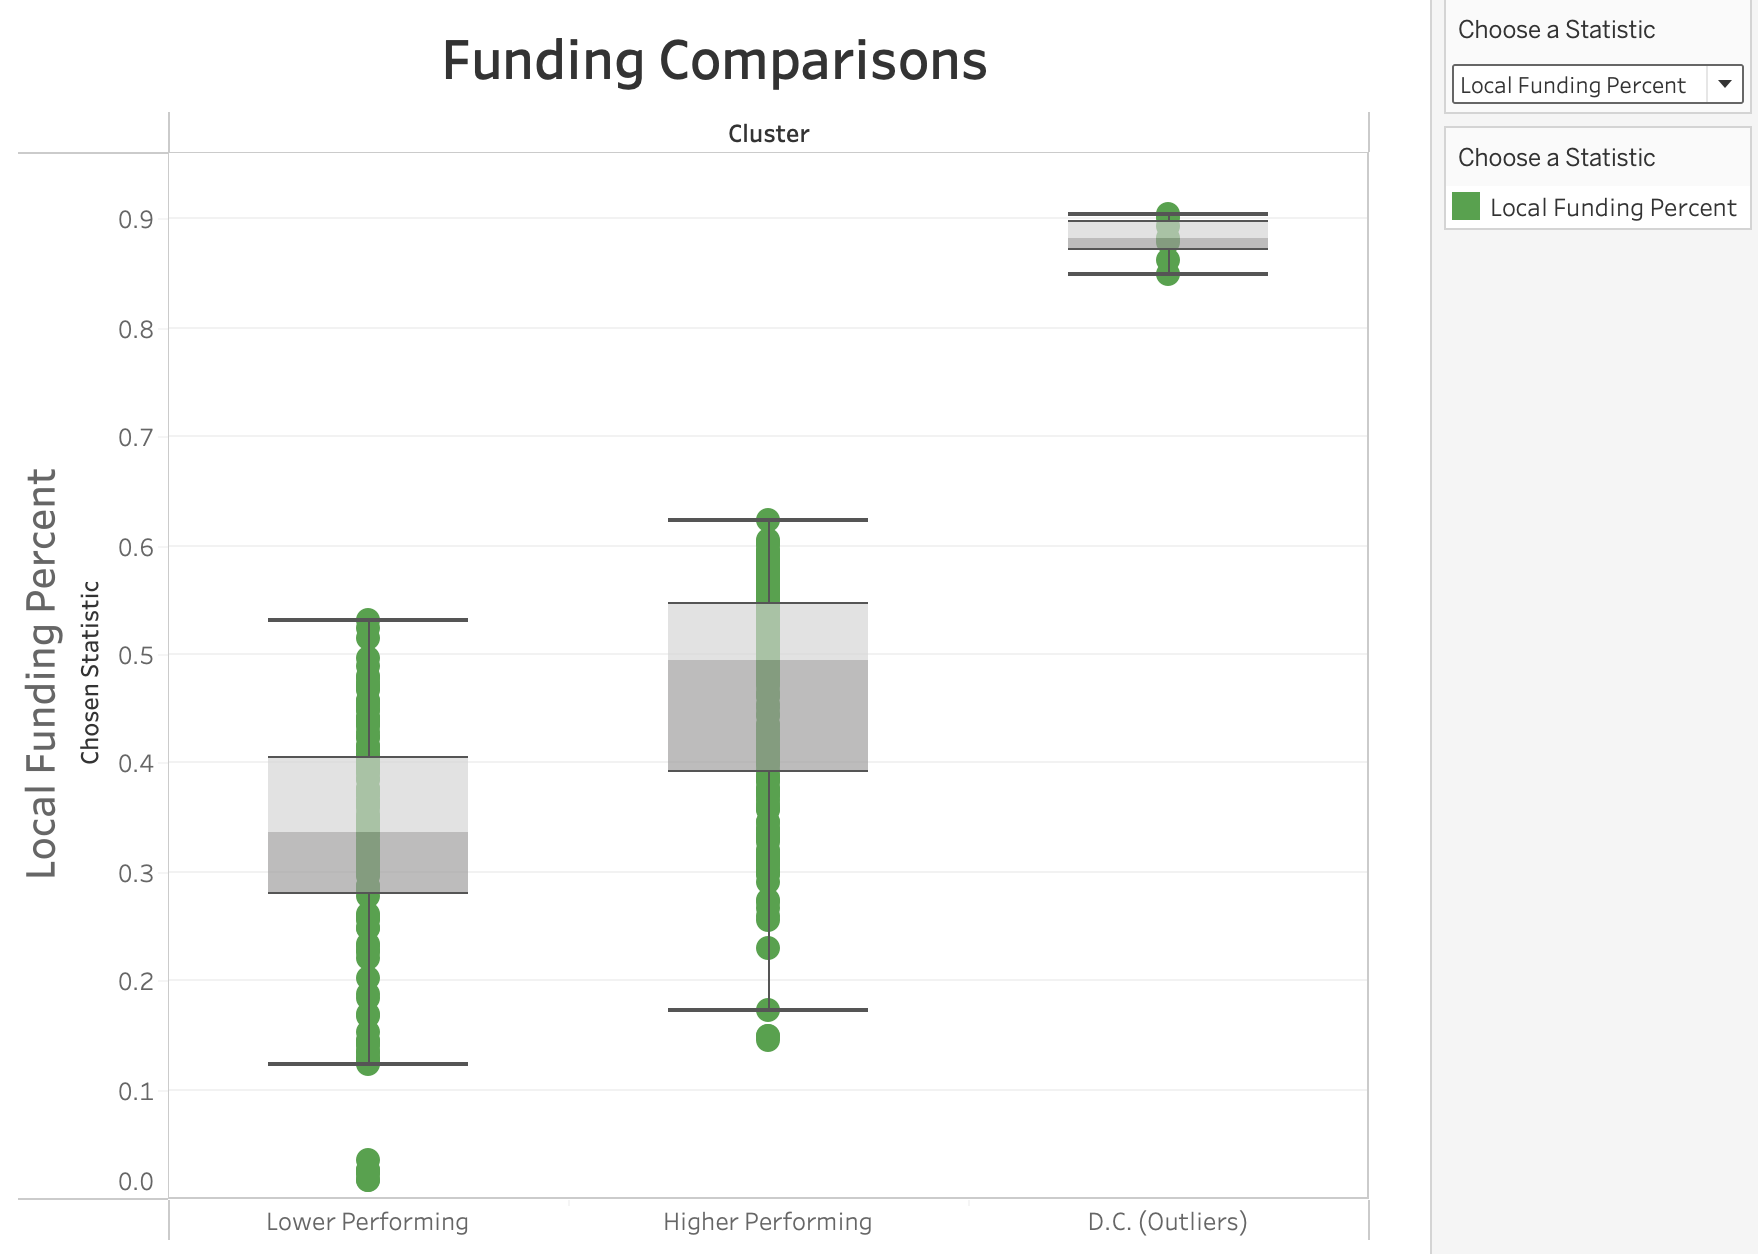 Funding Comparisons
Cluster
Local Funding Percent
Chosen Statistic
0.9
0.8
0.7
0.6
0.5
0.4
0.3
0.2
0.1
0.0
Lower Performing
Higher Performing
D.C. (Outliers)
Choose a Statistic
Local Funding Percent
Choose a Statistic
Local Funding Percent